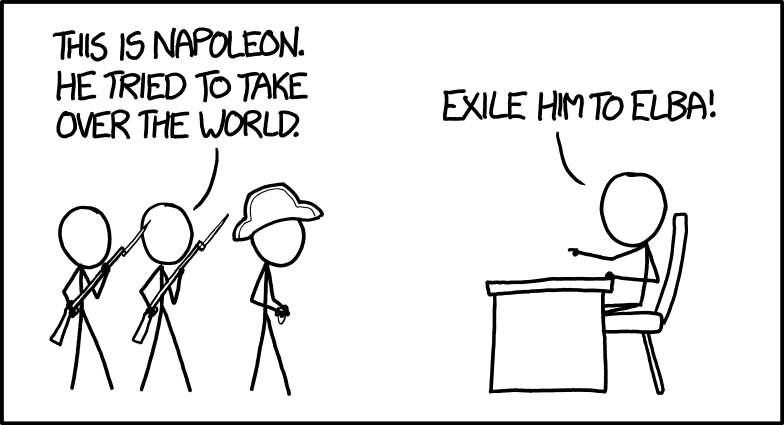 THIS IS NAPOLEON.
HE TRIED TO TAKE
OVER THE WORLD.
EXILE HIM TO ELBA!